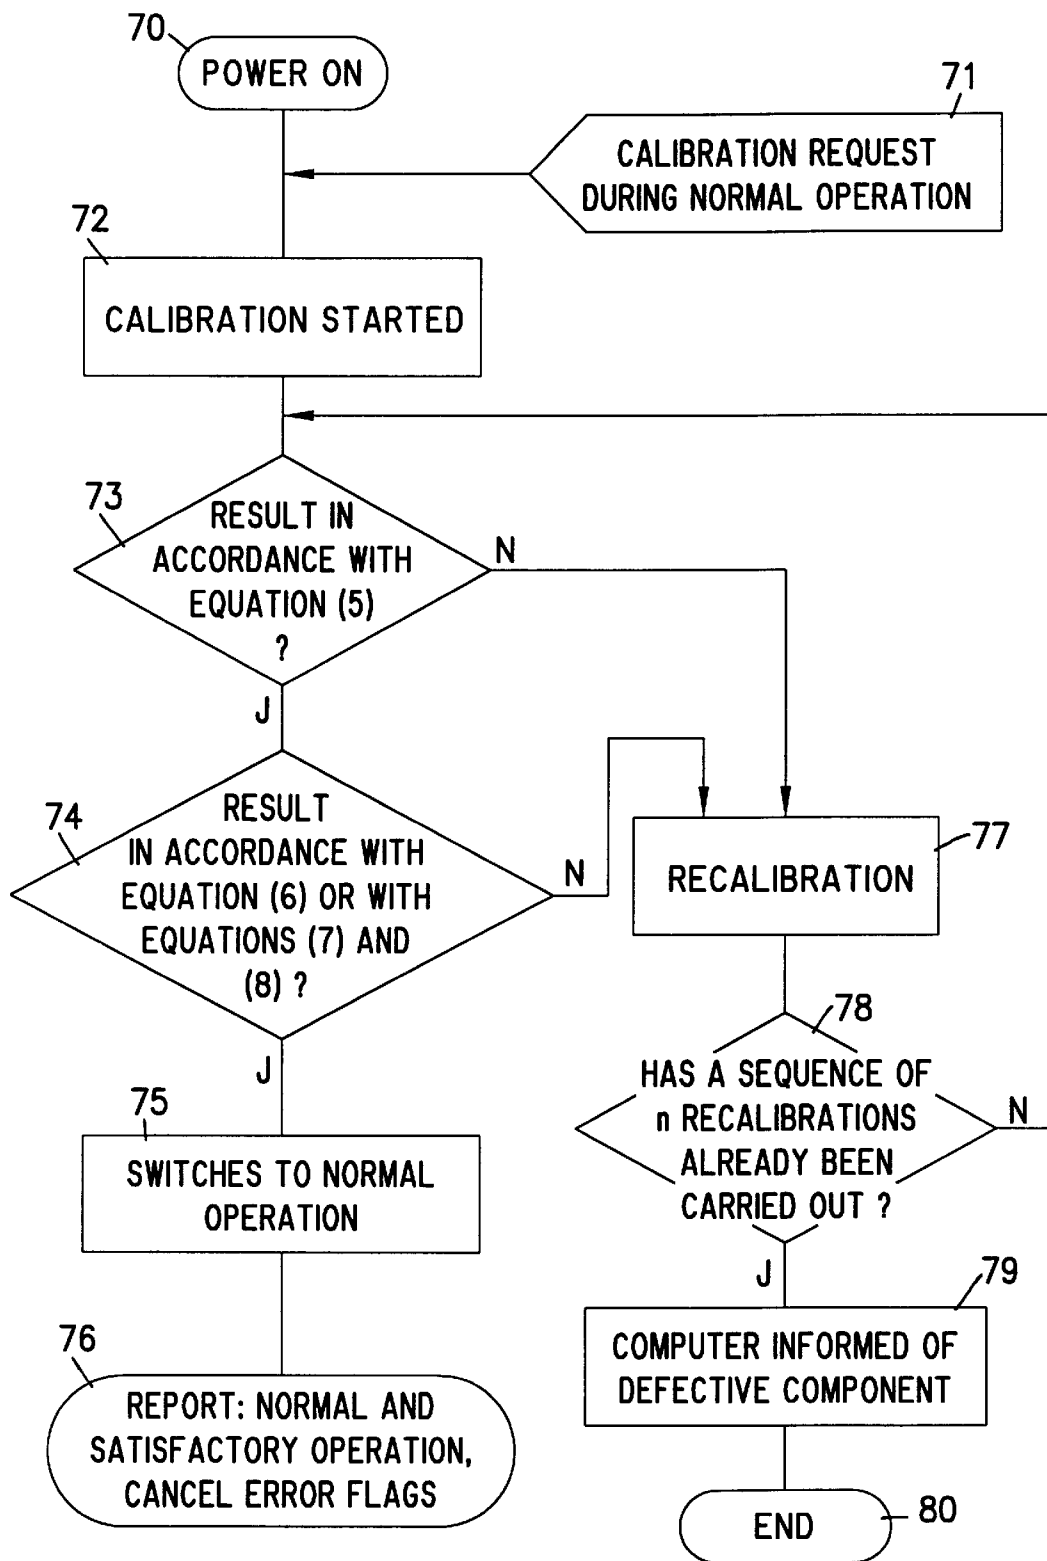 70
POWER ON
71
CALIBRATION REQUEST
DURING NORMAL OPERATION
72
CALIBRATION STARTED
73
RESULT IN
ACCORDANCE WITH
EQUATION (5)
?
N
J
74
RESULT
IN ACCORDANCE WITH
EQUATION (6) OR WITH
EQUATIONS (7) AND
(8) ?
N
J
75
SWITCHES TO NORMAL
OPERATION
76
REPORT: NORMAL AND
SATISFACTORY OPERATION,
CANCEL ERROR FLAGS
77
RECALIBRATION
78
HAS A SEQUENCE OF
n RECALIBRATIONS
ALREADY BEEN
CARRIED OUT ?
N
J
79
COMPUTER INFORMED OF
DEFECTIVE COMPONENT
80
END